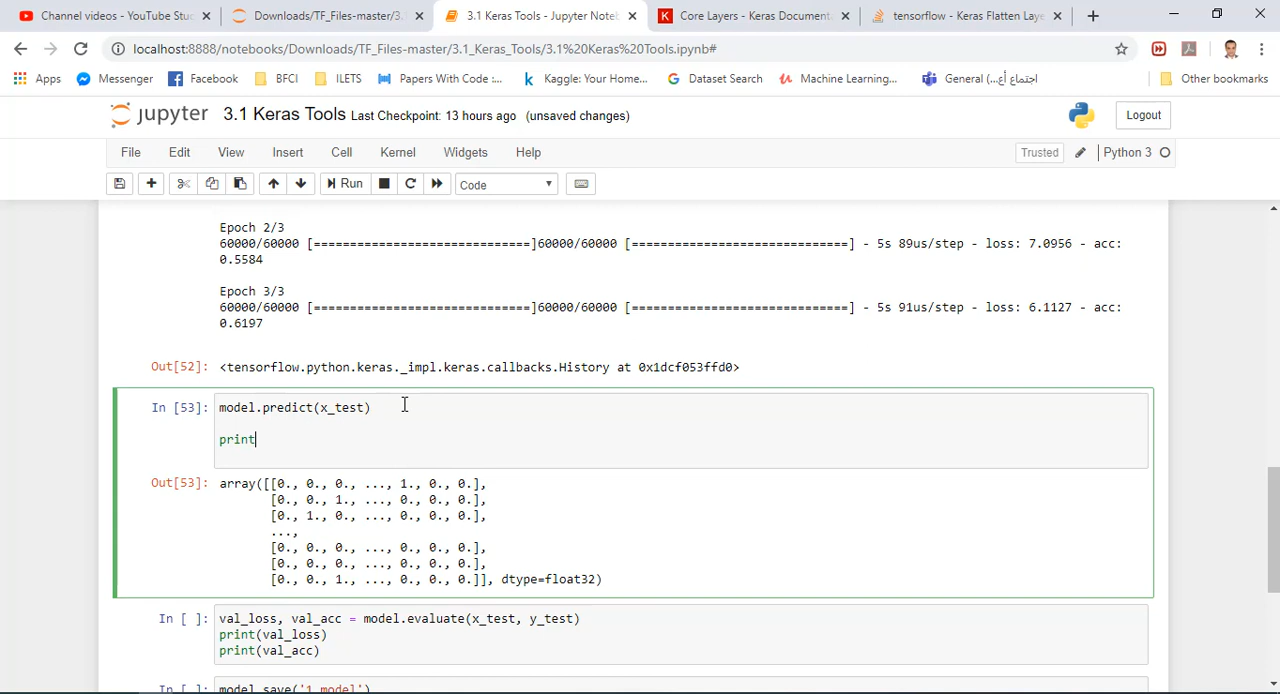 Channel videos - YouTube Stu
Downloads/TF_Files-master/3.
3.1 Keras Tools - Jupyter Noteb
Core Layers - Keras Document
tensorflow - Keras Flatten Laye
localhost:8888/notebooks/Downloads/TF_Files-master/3.1_Keras_Tools/3.1%20Keras%20Tools.ipynb#
Apps
Messenger
Facebook
BFCI
ILETS
Papers With Code :...
Kaggle: Your Home...
Dataset Search
Machine Learning...
General (...اجتماع أع
Other bookmarks
jupyter 3.1 Keras Tools Last Checkpoint: 13 hours ago (unsaved changes)
Logout
File Edit View Insert Cell Kernel Widgets Help
Trusted Python 3
Run Code
Epoch 2/3
60000/60000 [==============================]60000/60000 [==============================] - 5s 89us/step - loss: 7.0956 - acc:
0.5584
Epoch 3/3
60000/60000 [==============================]60000/60000 [==============================] - 5s 91us/step - loss: 6.1127 - acc:
0.6197
Out[52]: <tensorflow.python.keras._impl.keras.callbacks.History at 0x1dcf053ffd0>
In [53]: model.predict(x_test)
print
Out[53]: array([[0., 0., 0., ..., 1., 0., 0.],
[0., 0., 1., ..., 0., 0., 0.],
[0., 1., 0., ..., 0., 0., 0.],
...,
[0., 0., 0., ..., 0., 0., 0.],
[0., 0., 0., ..., 0., 0., 0.],
[0., 0., 1., ..., 0., 0., 0.]], dtype=float32)
In [ ]: val_loss, val_acc = model.evaluate(x_test, y_test)
print(val_loss)
print(val_acc)
In [ ]: model.save('1.model')